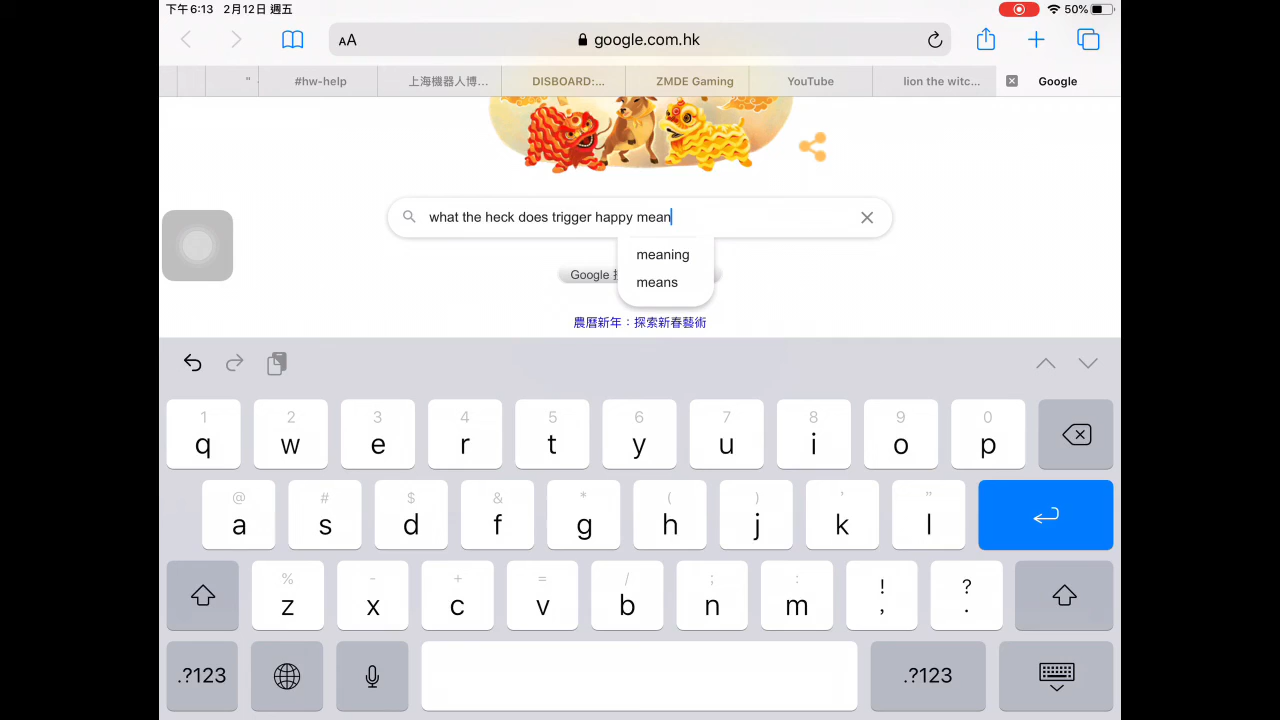 下午6:13 2月12日 週五 50%
AA google.com.hk
" #hw-help 上海機器人博... DISBOARD:... ZMDE Gaming YouTube lion the witc... Google
what the heck does trigger happy mean
meaning
Google
means
農曆新年：探索新春藝術
1 2 3 4 5 6 7 8 9 0
q w e r t y u i o p
@ # $ & * ( ) ' "
a s d f g h j k l
% - + = / ; : ! ?
z x c v b n m , .
.?123 .?123